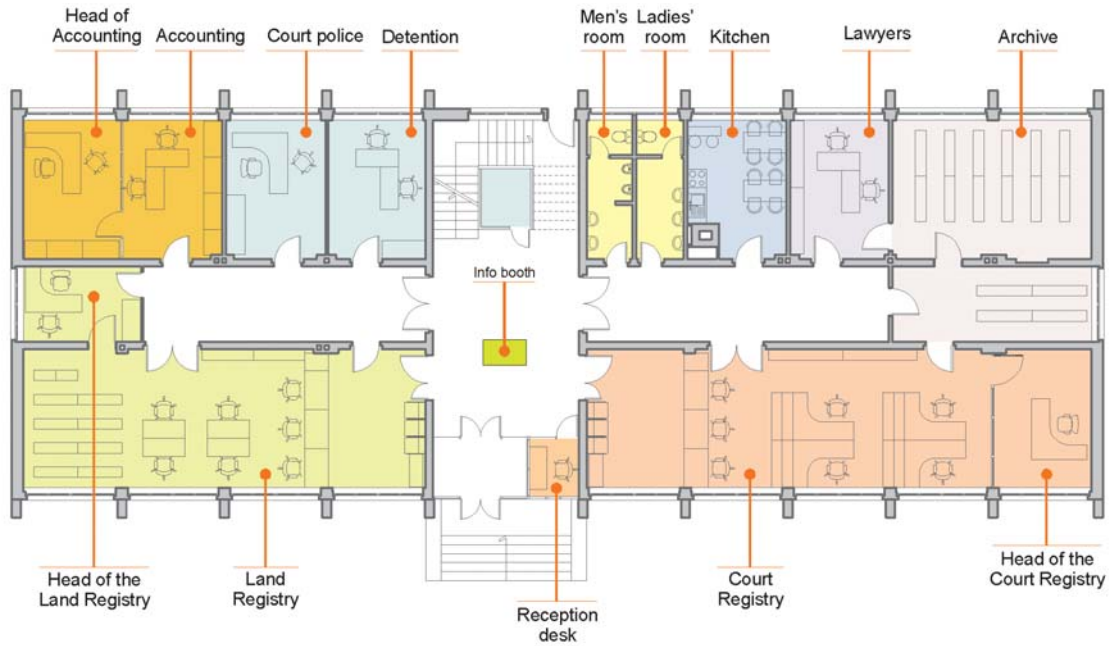 Head of
Accounting
Accounting
Court police
Detention
Men's
room
Ladies'
room
Kitchen
Lawyers
Archive
Info booth
Head of the
Land Registry
Land
Registry
Reception
desk
Court
Registry
Head of the
Court Registry